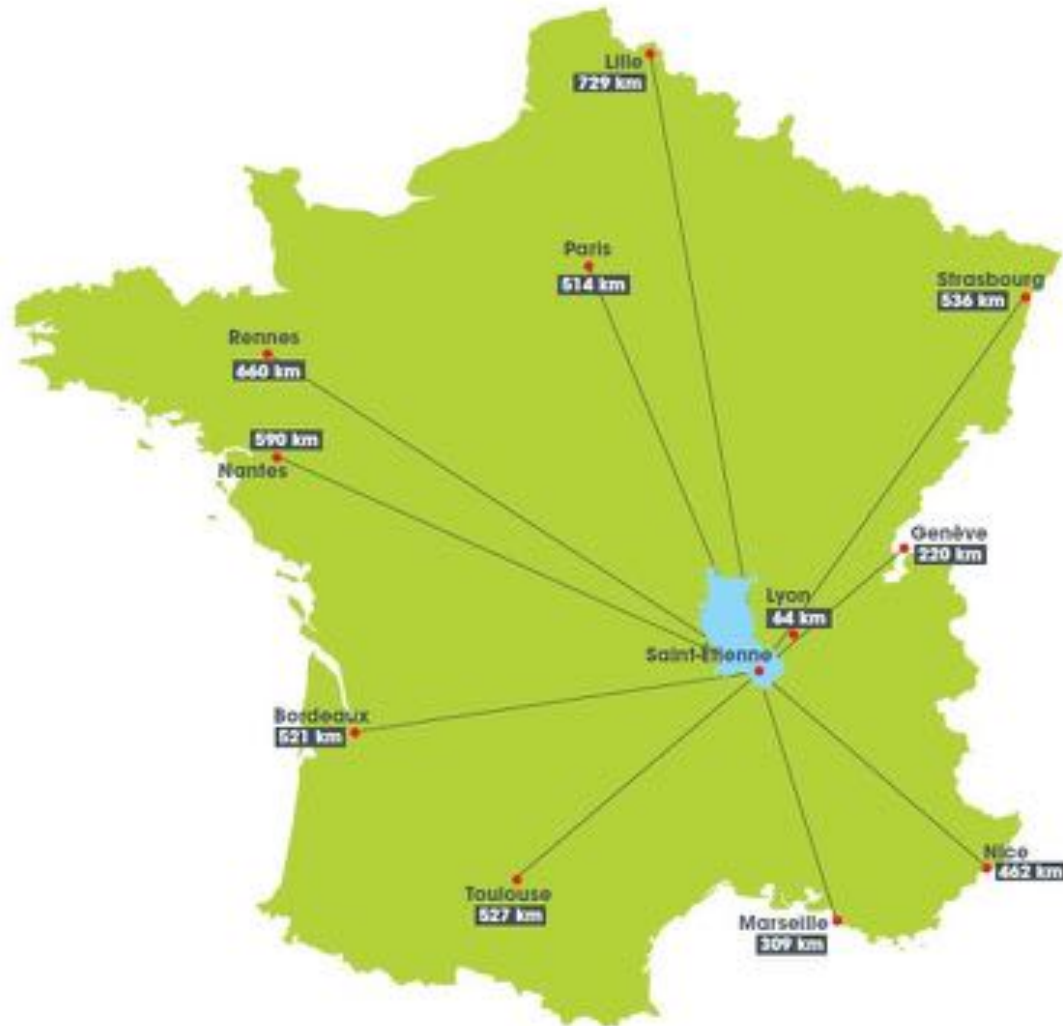 Lille
729 km
Paris
514 km
Strasbourg
536 km
Rennes
660 km
590 km
Nantes
Genève
220 km
Lyon
64 km
Saint-Étienne
Bordeaux
521 km
Nice
462 km
Toulouse
527 km
Marseille
309 km